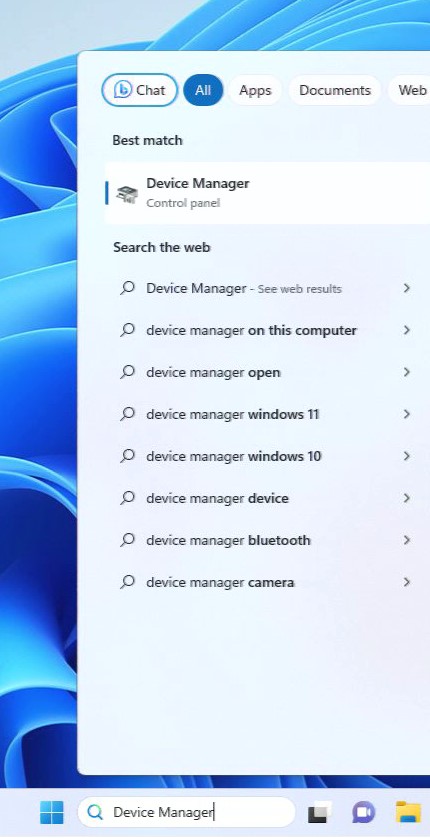 Chat All Apps Documents Web
Best match
Device Manager
Control panel
Search the web
Device Manager - See web results
device manager on this computer
device manager open
device manager windows 11
device manager windows 10
device manager device
device manager bluetooth
device manager camera
Device Manager